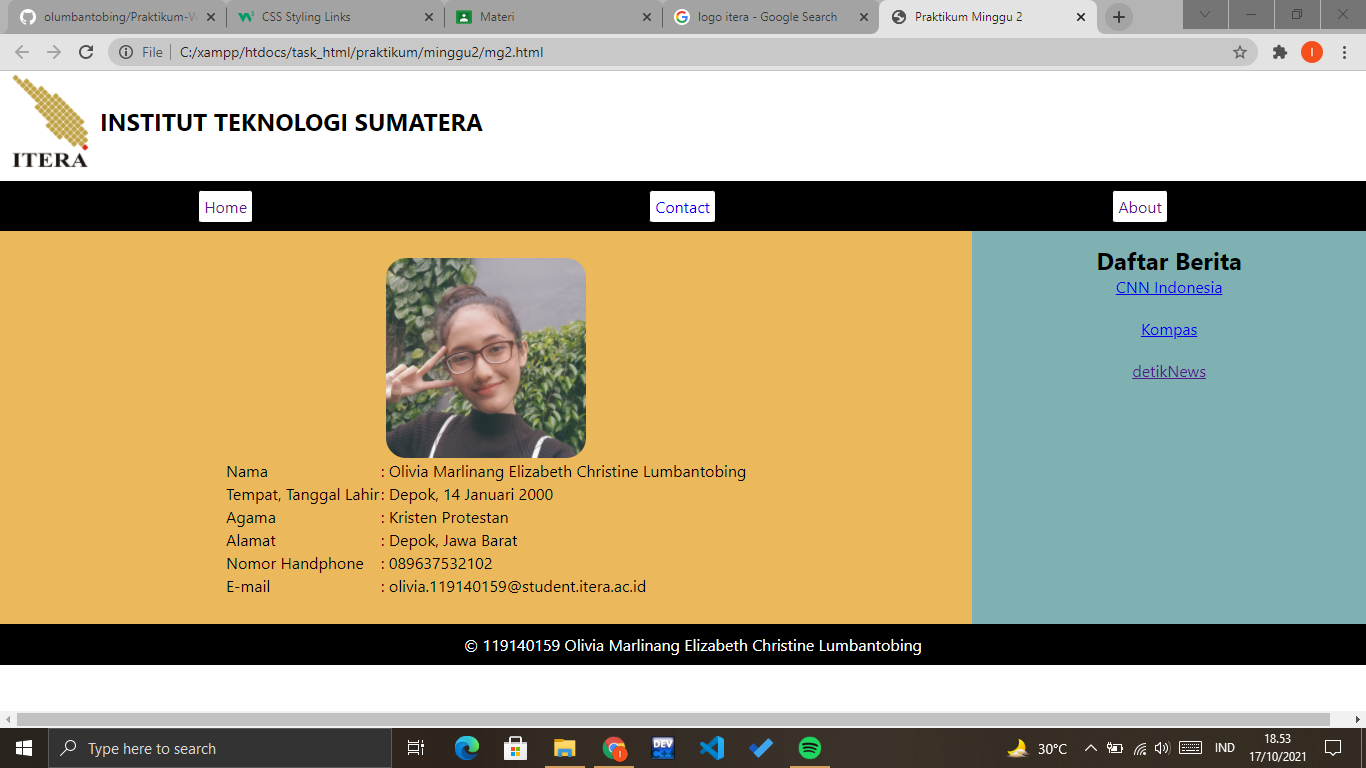 olumbantobing/Praktikum-W
CSS Styling Links
Materi
logo itera - Google Search
Praktikum Minggu 2
File
C:/xampp/htdocs/task_html/praktikum/minggu2/mg2.html
I
ITERA
INSTITUT TEKNOLOGI SUMATERA
Home
Contact
About
Daftar Berita
CNN Indonesia
Kompas
detikNews
Nama : Olivia Marlinang Elizabeth Christine Lumbantobing
Tempat, Tanggal Lahir : Depok, 14 Januari 2000
Agama : Kristen Protestan
Alamat : Depok, Jawa Barat
Nomor Handphone : 089637532102
E-mail : olivia.119140159@student.itera.ac.id
© 119140159 Olivia Marlinang Elizabeth Christine Lumbantobing
Type here to search
DEV
30°C
IND
18.53
17/10/2021